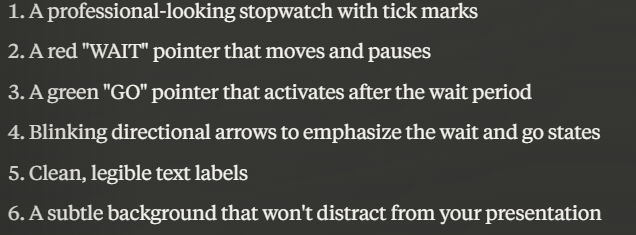 1. A professional-looking stopwatch with tick marks
2. A red "WAIT" pointer that moves and pauses
3. A green "GO" pointer that activates after the wait period
4. Blinking directional arrows to emphasize the wait and go states
5. Clean, legible text labels
6. A subtle background that won't distract from your presentation